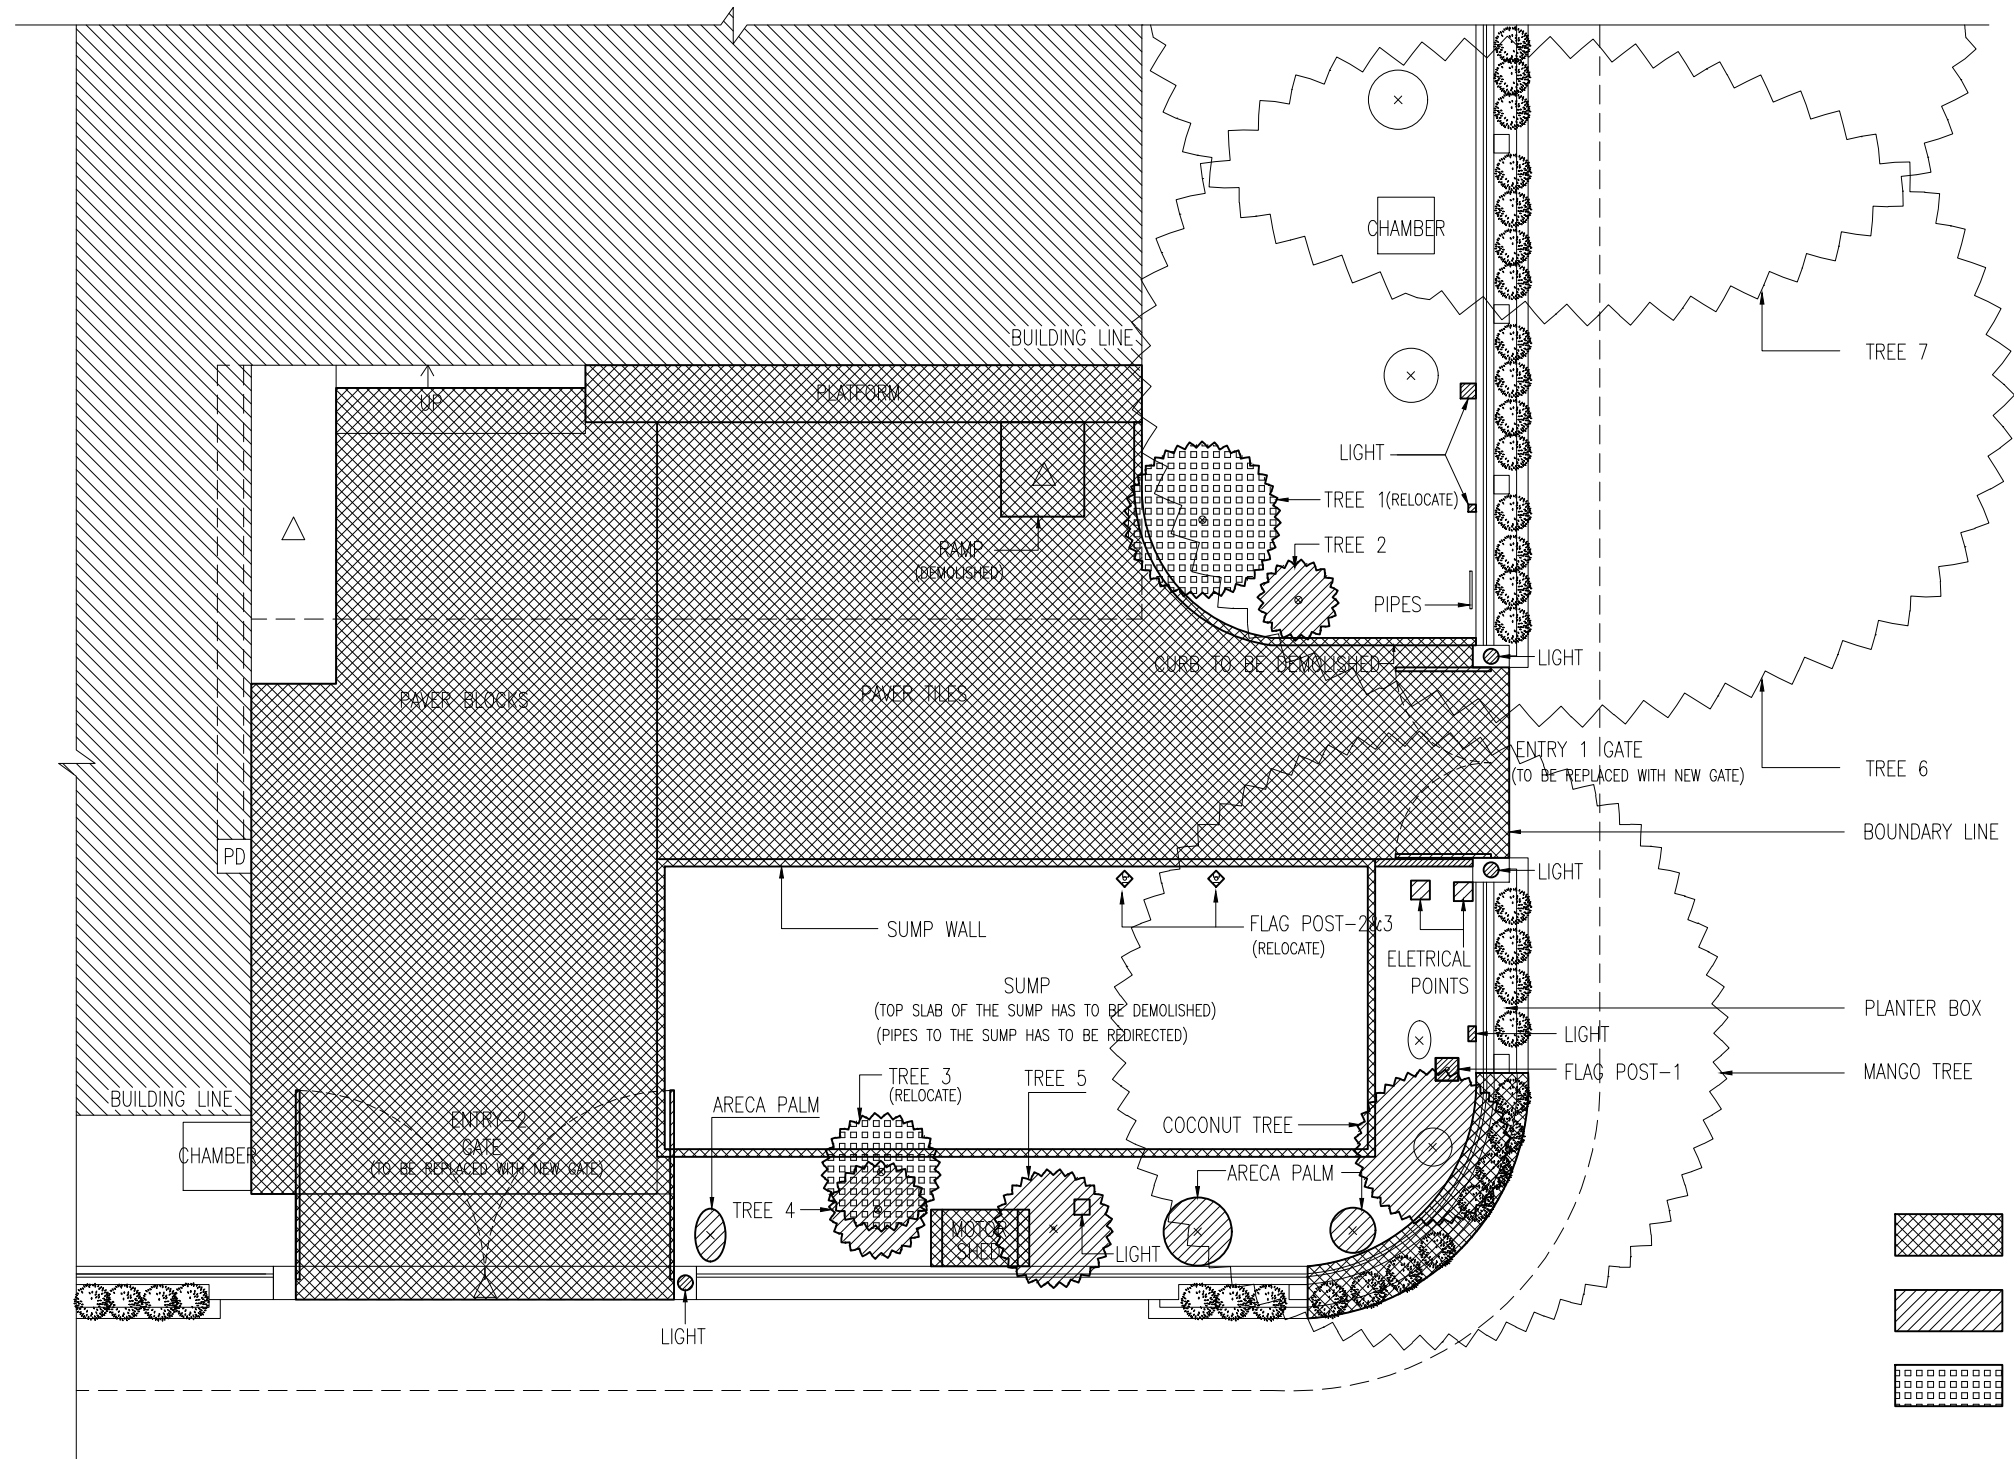 CHAMBER
BUILDING LINE
TREE 7
UP
PLATFORM
LIGHT
TREE 1(RELOCATE)
TREE 2
RAMP
(DEMOLISHED)
PIPES
CURB TO BE DEMOLISHED
LIGHT
PAVER BLOCKS
PAVER TILES
ENTRY 1 GATE
(TO BE REPLACED WITH NEW GATE)
TREE 6
BOUNDARY LINE
PD
LIGHT
SUMP WALL
FLAG POST-2&3
(RELOCATE)
ELETRICAL
POINTS
SUMP
(TOP SLAB OF THE SUMP HAS TO BE DEMOLISHED)
(PIPES TO THE SUMP HAS TO BE REDIRECTED)
PLANTER BOX
LIGHT
FLAG POST-1
MANGO TREE
TREE 3
(RELOCATE)
TREE 5
BUILDING LINE
ARECA PALM
ENTRY-2
GATE
(TO BE REPLACED WITH NEW GATE)
COCONUT TREE
CHAMBER
ARECA PALM
TREE 4
MOTOR
SHED
LIGHT
LIGHT